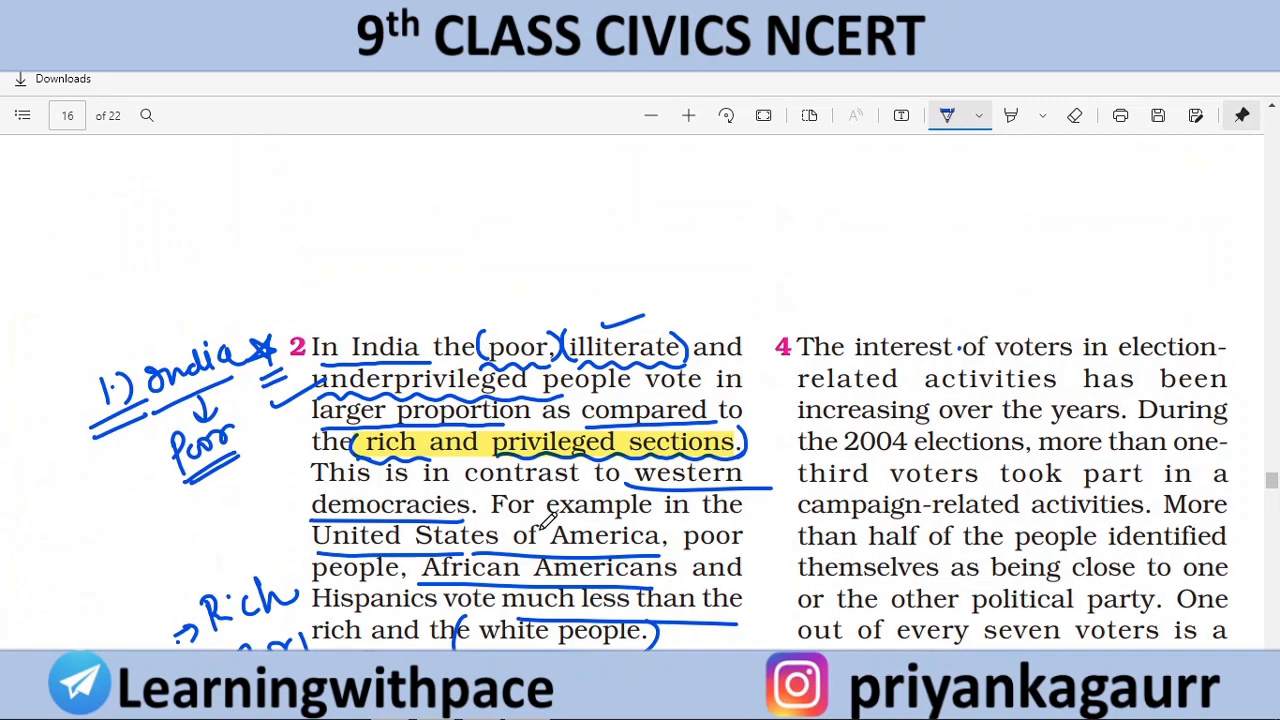 9th CLASS CIVICS NCERT
Downloads
16 of 22
1.) India
↓
Poor
2 In India the (poor,)(illiterate) and
underprivileged people vote in
larger proportion as compared to
the (rich and privileged sections.)
This is in contrast to western
democracies. For example in the
United States of America, poor
people, African Americans and
Hispanics vote much less than the
rich and the (white people.)
→ Rich
4 The interest of voters in election-
related activities has been
increasing over the years. During
the 2004 elections, more than one-
third voters took part in a
campaign-related activities. More
than half of the people identified
themselves as being close to one
or the other political party. One
out of every seven voters is a
Learningwithpace
priyankagaurr